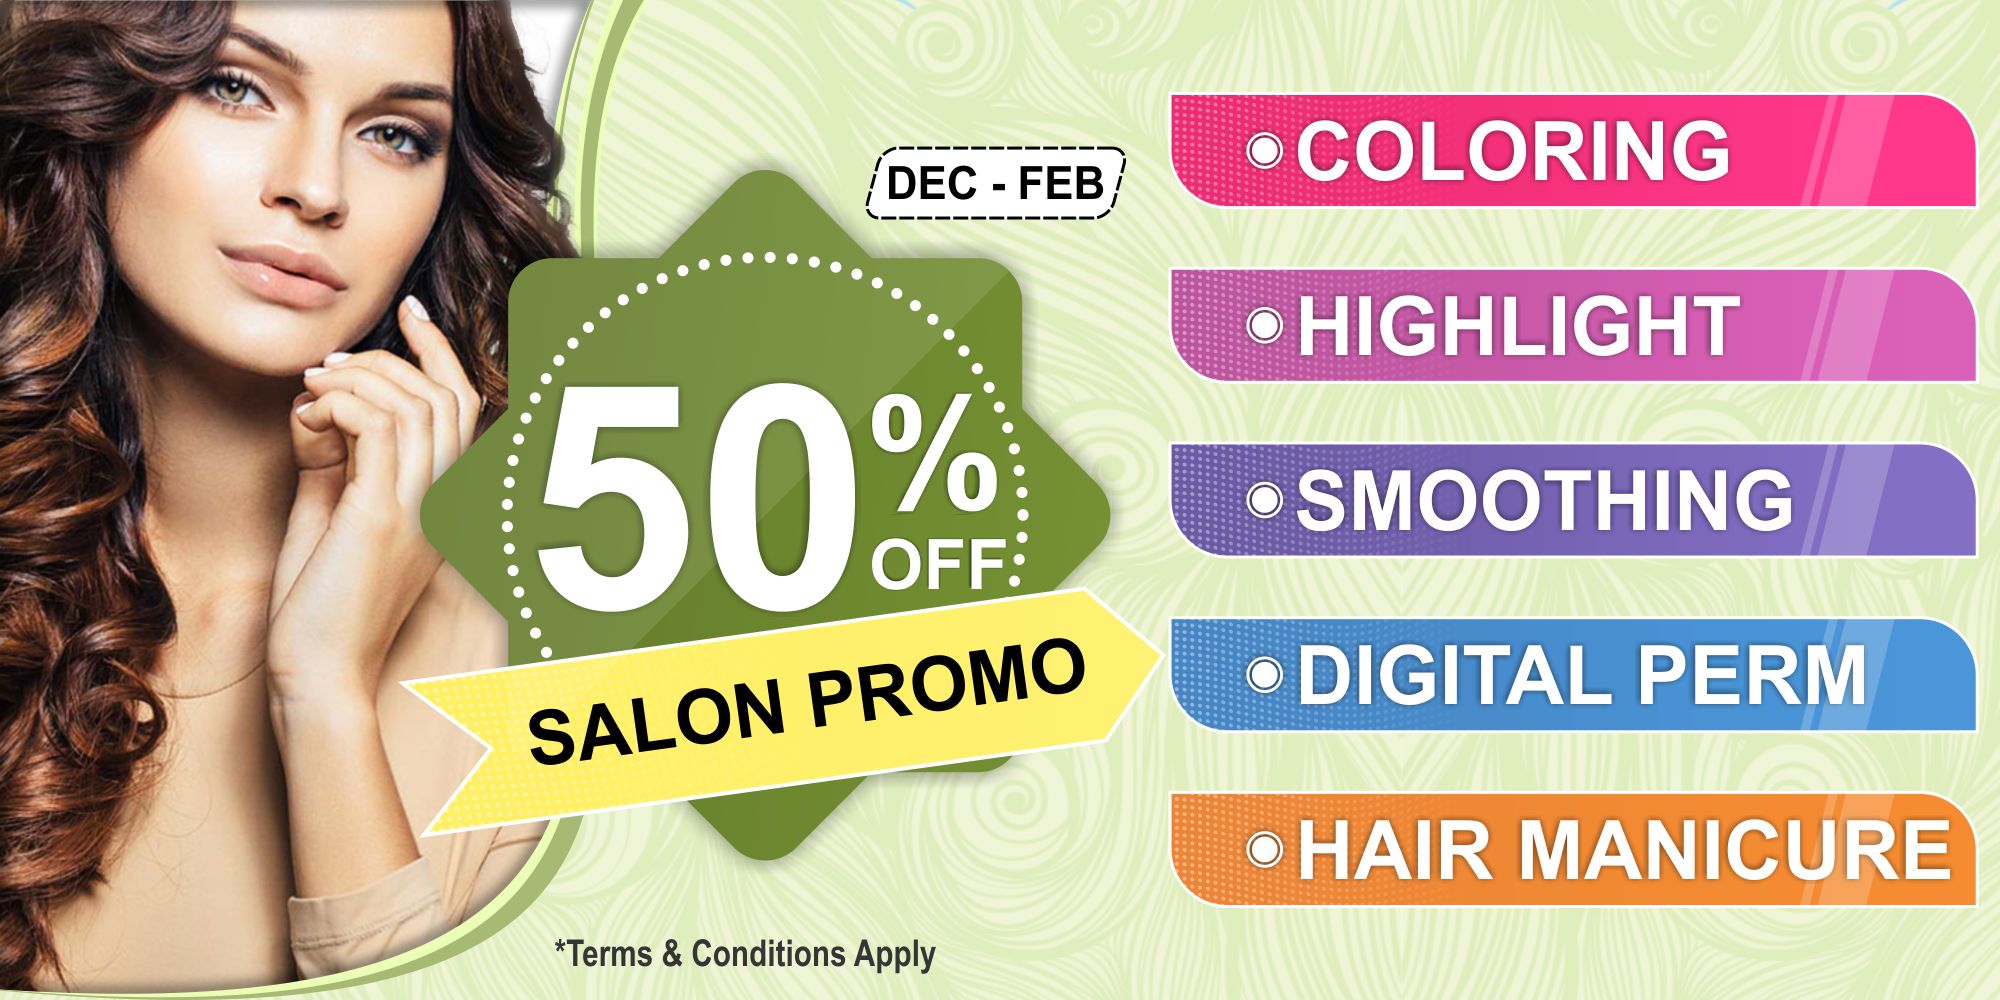 DEC - FEB
50%
OFF
SALON PROMO
*Terms & Conditions Apply
COLORING
HIGHLIGHT
SMOOTHING
DIGITAL PERM
HAIR MANICURE